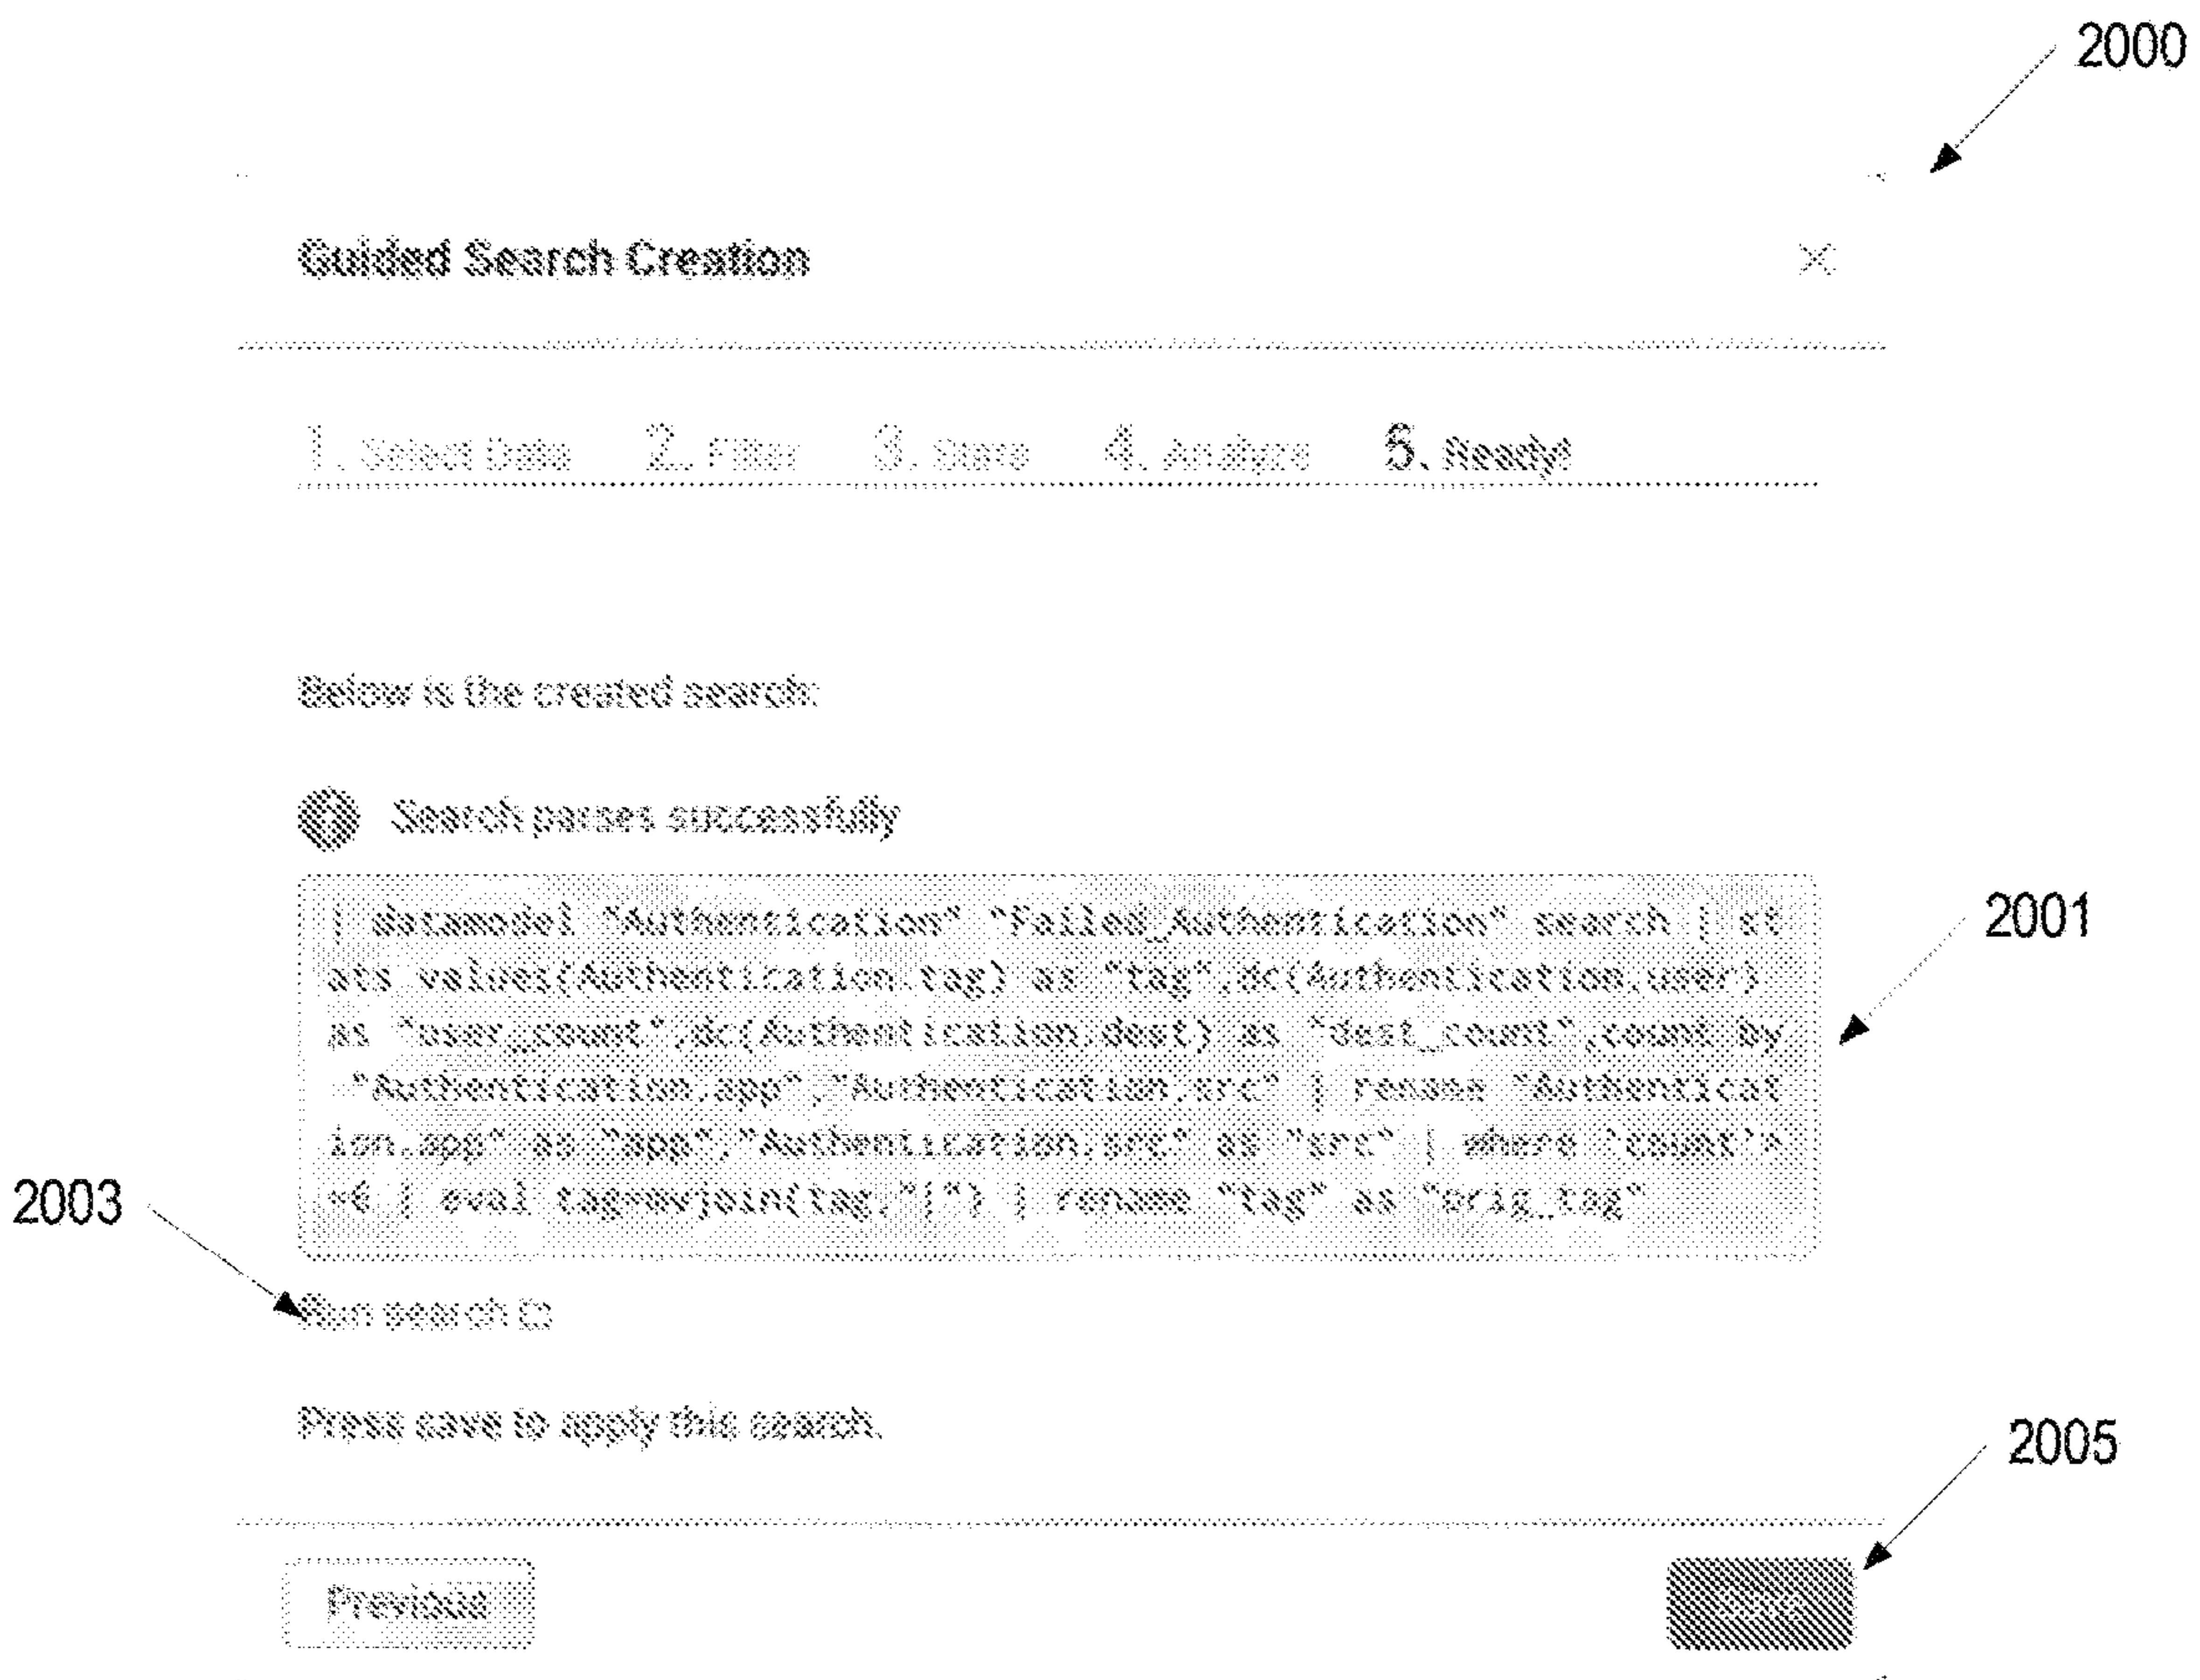 2000
Guided Search Creation ×
1. Select Data 2. Filter 3. Save 4. Analyze 5. Ready!
Below is the created search:
Search parses successfully
| datamodel "Authentication" "Failed_Authentication" search | st
ats values(Authentication.tag) as "tag",dc(Authentication.user)
as "user_count",dc(Authentication.dest) as "dest_count",count by
"Authentication.app","Authentication.src" | rename "Authenticat
ion.app" as "app","Authentication.src" as "src" | where 'count'>
=6 | eval tag=mvjoin(tag,"|") | rename "tag" as "orig_tag"
2001
2003
Run search
Press save to apply this search.
2005
Previous